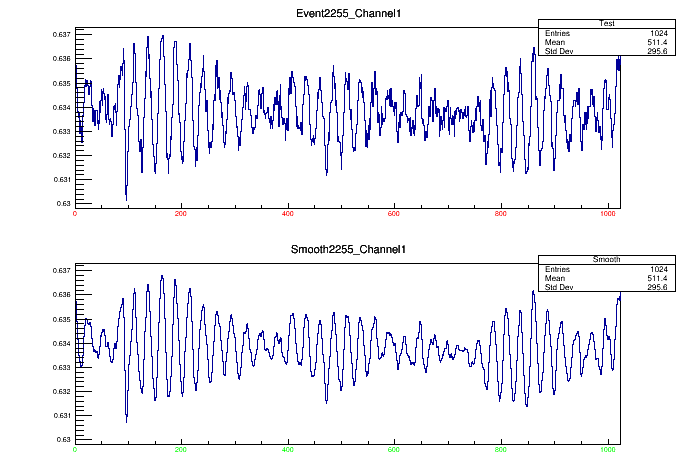 Event2255_Channel1
Test
Entries 1024
Mean 511.4
Std Dev 295.6
0.637
0.636
0.635
0.634
0.633
0.632
0.631
0.63
0 200 400 600 800 1000
Smooth2255_Channel1
Smooth
Entries 1024
Mean 511.4
Std Dev 295.6
0.637
0.636
0.635
0.634
0.633
0.632
0.631
0.63
0 200 400 600 800 1000